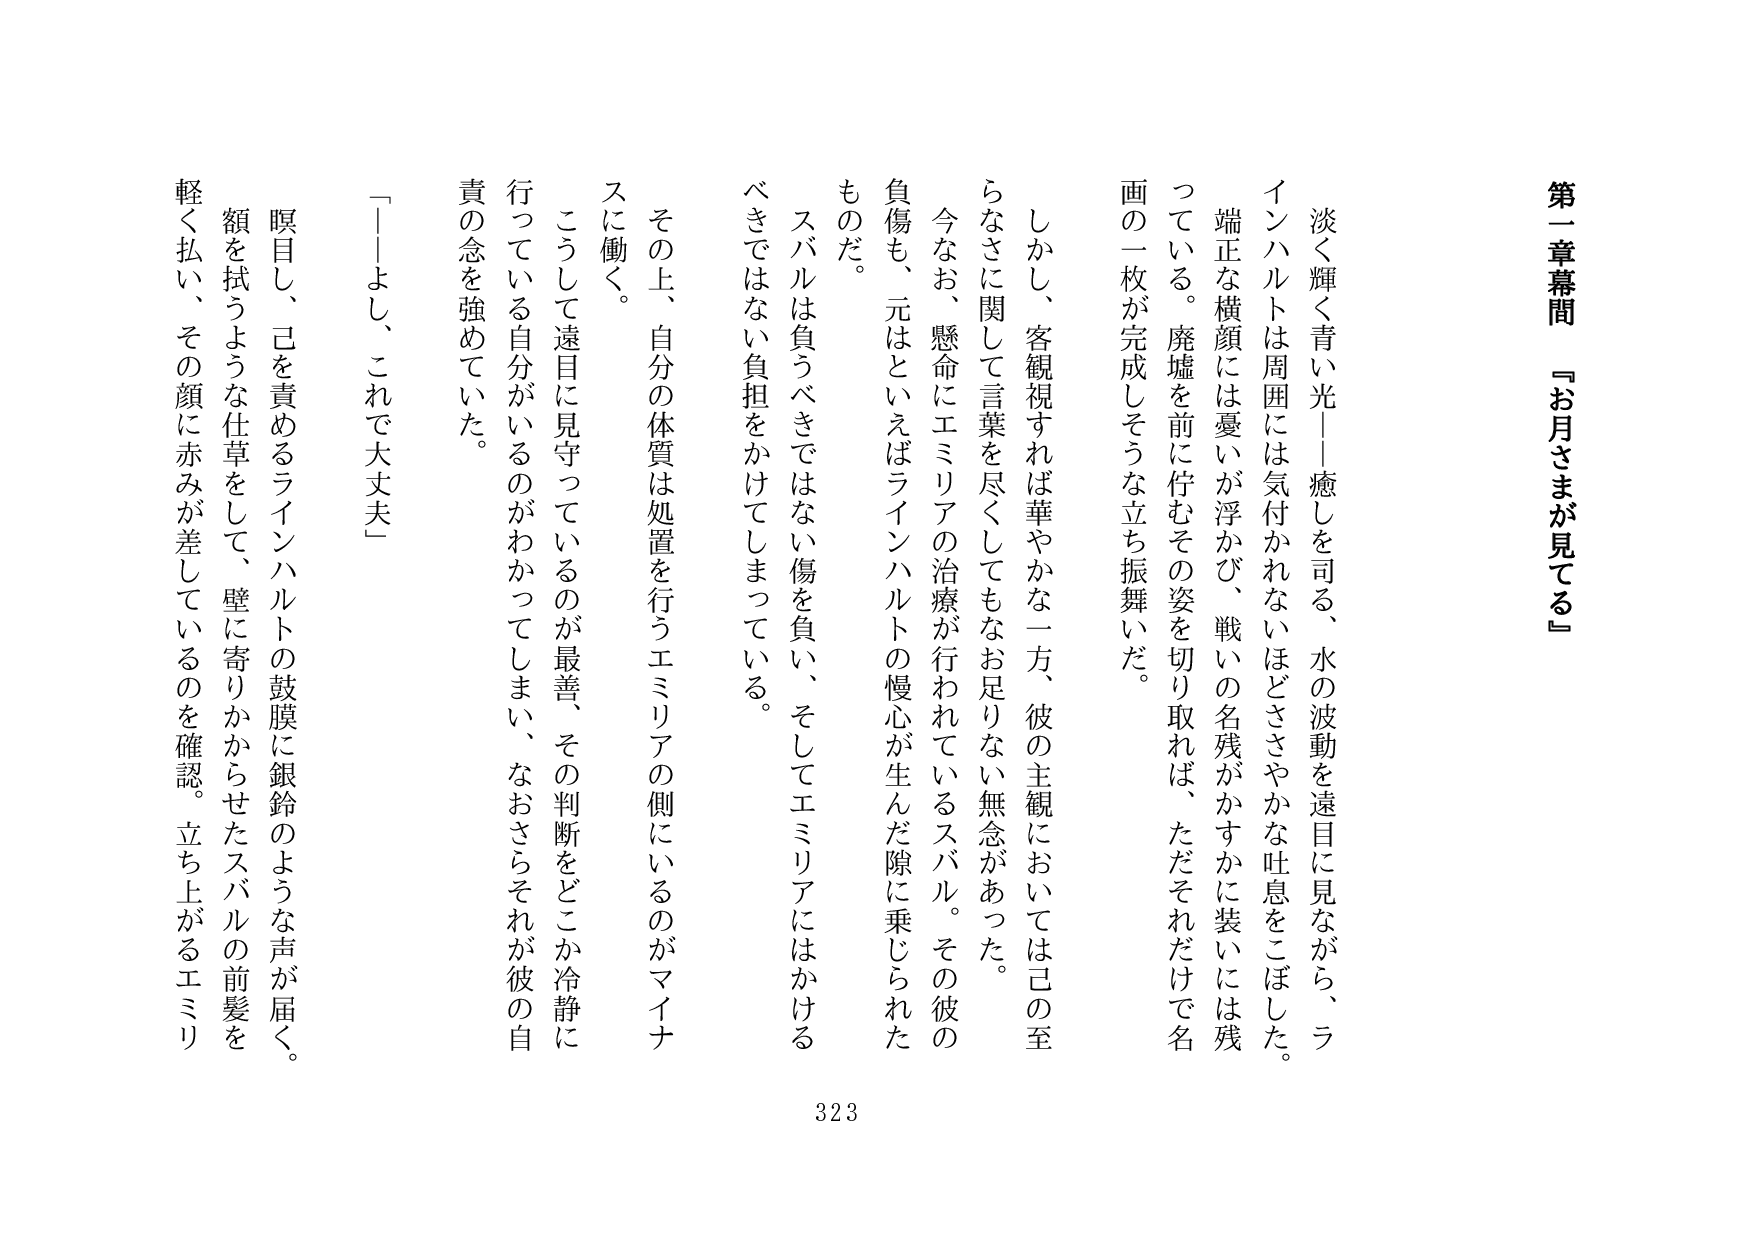 第一章幕間　『お月さまが見てる』
淡く輝く青い光――癒しを司る、水の波動を遠目に見ながら、ラ
インハルトは周囲には気付かれないほどささやかな吐息をこぼした。
端正な横顔には憂いが浮かび、戦いの名残がかすかに装いには残
っている。廃墟を前に佇むその姿を切り取れば、ただそれだけで名
画の一枚が完成しそうな立ち振舞いだ。
しかし、客観視すれば華やかな一方、彼の主観においては己の至
らなさに関して言葉を尽くしてもなお足りない無念があった。
今なお、懸命にエミリアの治療が行われているスバル。その彼の
負傷も、元はといえばラインハルトの慢心が生んだ隙に乗じられた
ものだ。
スバルは負うべきではない傷を負い、そしてエミリアにはかける
べきではない負担をかけてしまっている。
その上、自分の体質は処置を行うエミリアの側にいるのがマイナ
スに働く。
こうして遠目に見守っているのが最善、その判断をどこか冷静に
行っている自分がいるのがわかってしまい、なおさらそれが彼の自
責の念を強めていた。
「――よし、これで大丈夫」
瞑目し、己を責めるラインハルトの鼓膜に銀鈴のような声が届く。
額を拭うような仕草をして、壁に寄りかからせたスバルの前髪を
軽く払い、その顔に赤みが差しているのを確認。立ち上がるエミリ
323